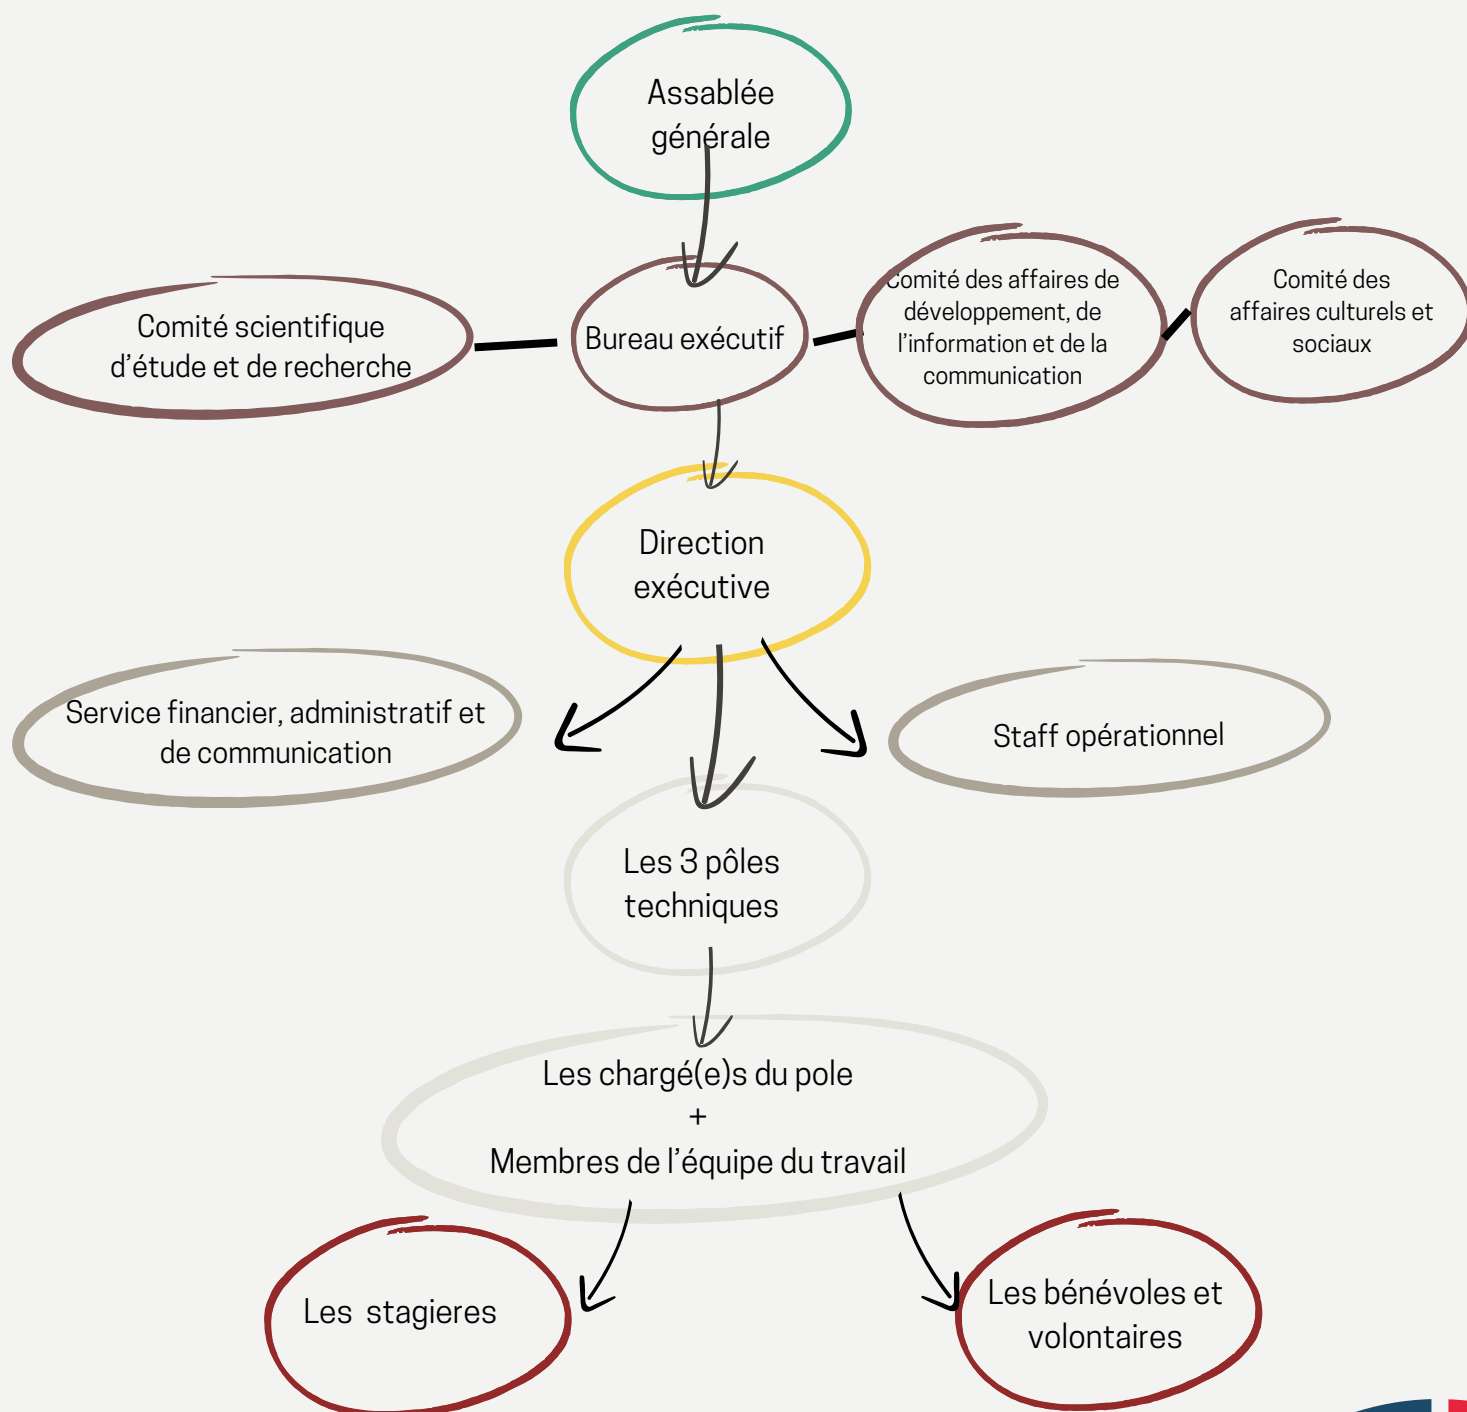 Assablée
générale
Comité scientifique
d'étude et de recherche
Bureau exécutif
Comité des affaires de
développement, de
l'information et de la
communication
Comité des
affaires culturels et
sociaux
Direction
exécutive
Service financier, administratif et
de communication
Staff opérationnel
Les 3 pôles
techniques
Les chargé(e)s du pole
+
Membres de l'équipe du travail
Les stagieres
Les bénévoles et
volontaires